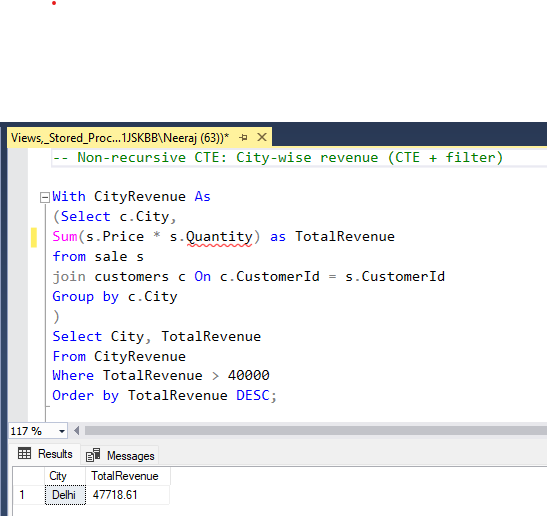 Views,_Stored_Proc...1JSKBB\Neeraj (63))*
-- Non-recursive CTE: City-wise revenue (CTE + filter)
With CityRevenue As
(Select c.City,
Sum(s.Price * s.Quantity) as TotalRevenue
from sale s
join customers c On c.CustomerId = s.CustomerId
Group by c.City
)
Select City, TotalRevenue
From CityRevenue
Where TotalRevenue > 40000
Order by TotalRevenue DESC;
117 %
Results Messages
City TotalRevenue
1 Delhi 47718.61